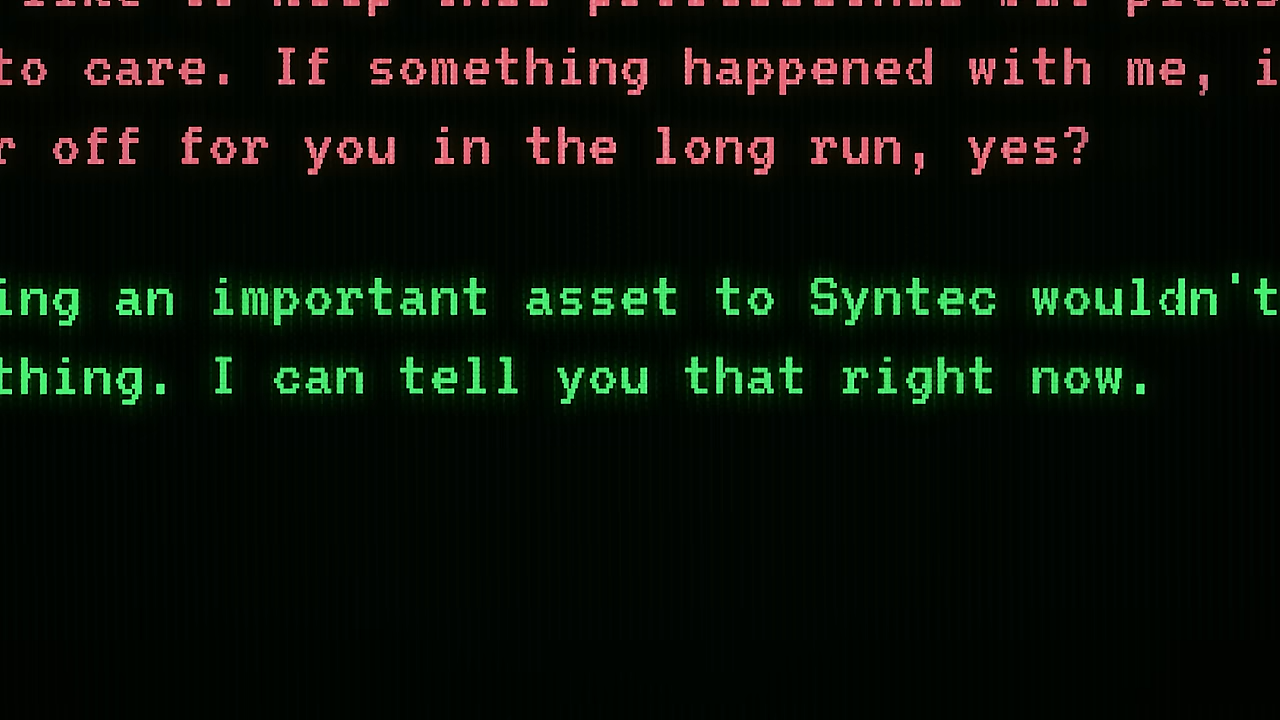 to care. If something happened with me, i
r off for you in the long run, yes?
ing an important asset to Syntec wouldn't
thing. I can tell you that right now.